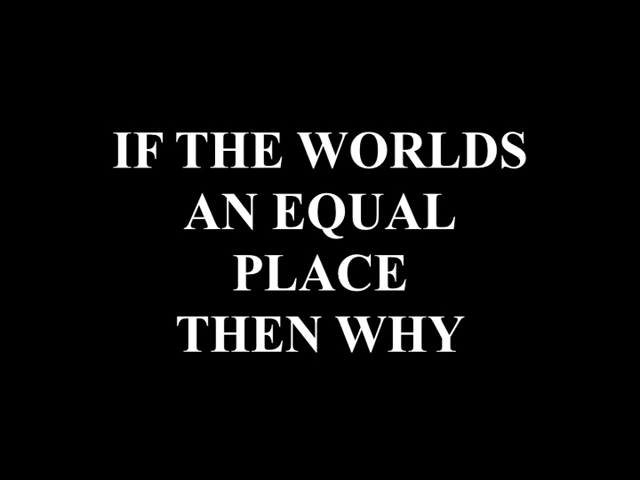 IF THE WORLDS
AN EQUAL
PLACE
THEN WHY